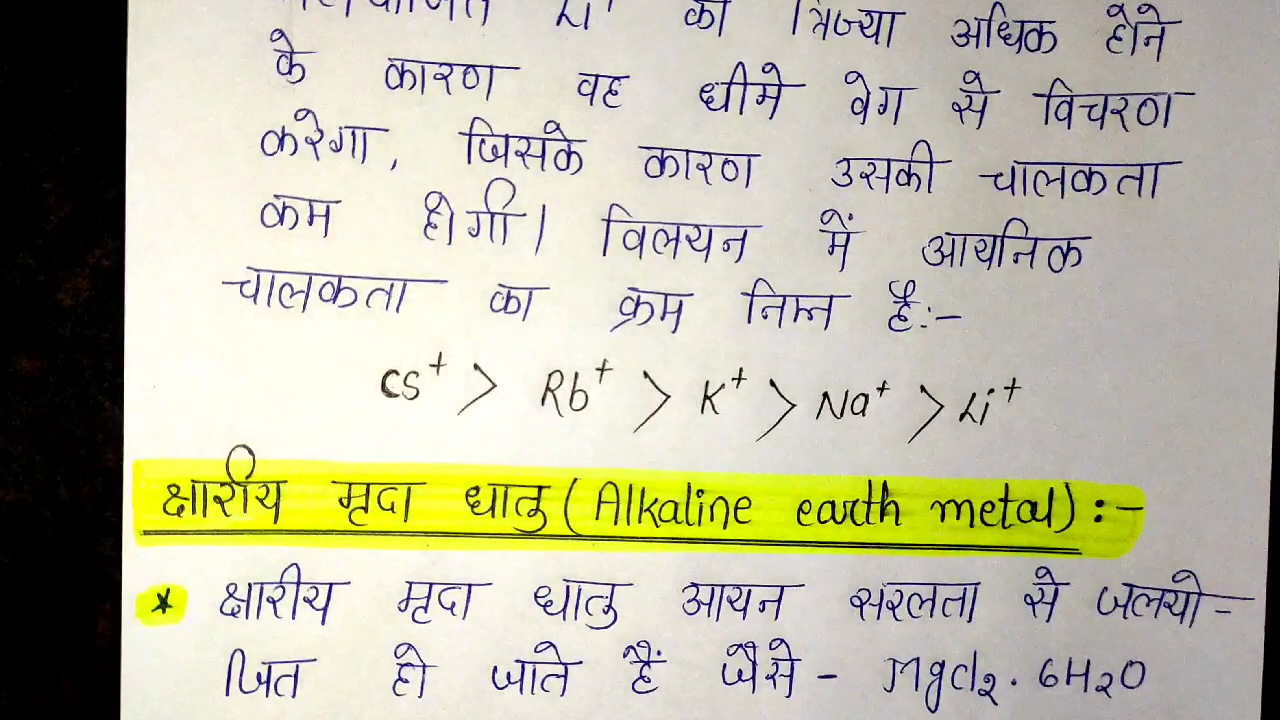 की त्रिज्या अधिक होने
के कारण वह धीमे वेग से विचरण
करेगा, जिसके कारण उसकी चालकता
कम होगी। विलयन में आयनिक
चालकता का क्रम निम्न है:-
Cs⁺ > Rb⁺ > K⁺ > Na⁺ > Li⁺
क्षारीय मृदा धातु (Alkaline earth metal) :-
* क्षारीय मृदा धातु आयन सरलता से जलयो-
जित हो जाते हैं जैसे - Mgcl₂. 6H₂O